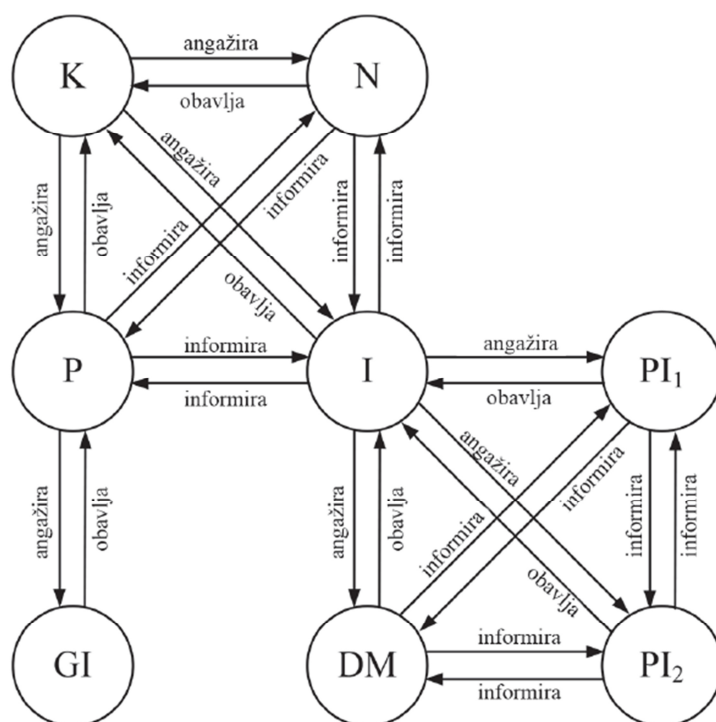 angažira
K
N
obavlja
angažira
angažira
obavlja
informira
informira
informira
informira
obavlja
P
informira
I
angažira
PI₁
informira
obavlja
angažira
obavlja
angažira
obavlja
angažira
informira
informira
obavlja
informira
informira
GI
DM
informira
PI₂
informira